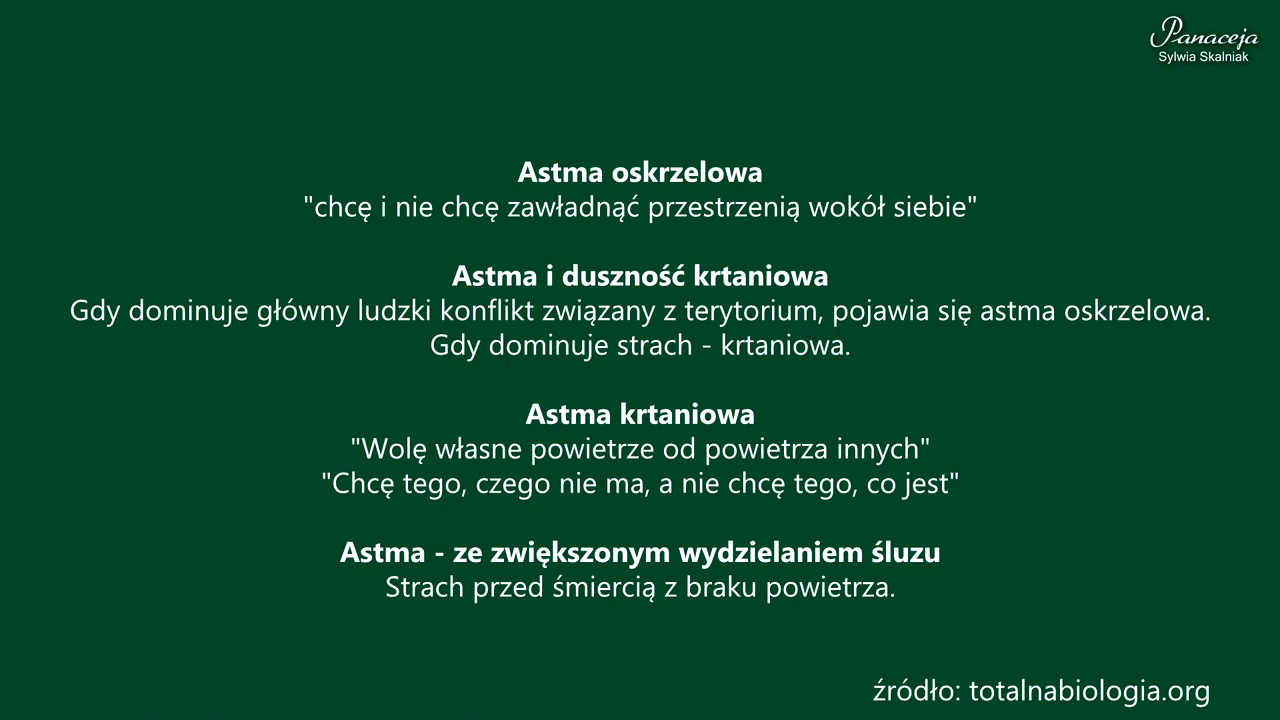 Panaceja
Sylwia Skalniak
Astma oskrzelowa
"chcę i nie chcę zawładnąć przestrzenią wokół siebie"
Astma i duszność krtaniowa
Gdy dominuje główny ludzki konflikt związany z terytorium, pojawia się astma oskrzelowa.
Gdy dominuje strach - krtaniowa.
Astma krtaniowa
"Wolę własne powietrze od powietrza innych"
"Chcę tego, czego nie ma, a nie chcę tego, co jest"
Astma - ze zwiększonym wydzielaniem śluzu
Strach przed śmiercią z braku powietrza.
źródło: totalnabiologia.org